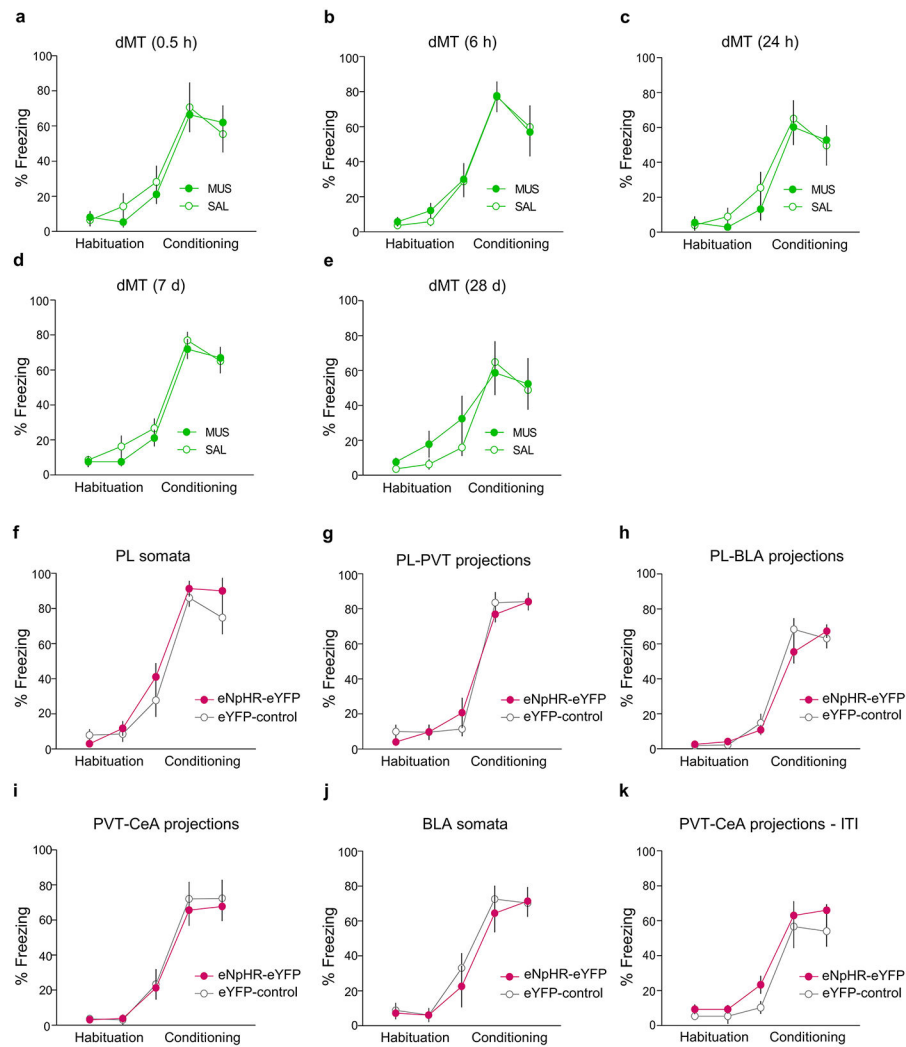 a
dMT (0.5 h)
100
80
60
40
20
0
% Freezing
MUS
SAL
Habituation
Conditioning
b
dMT (6 h)
100
80
60
40
20
0
% Freezing
MUS
SAL
Habituation
Conditioning
c
dMT (24 h)
100
80
60
40
20
0
% Freezing
MUS
SAL
Habituation
Conditioning
d
dMT (7 d)
100
80
60
40
20
0
% Freezing
MUS
SAL
Habituation
Conditioning
e
dMT (28 d)
100
80
60
40
20
0
% Freezing
MUS
SAL
Habituation
Conditioning
f
PL somata
100
80
60
40
20
0
% Freezing
eNpHR-eYFP
eYFP-control
Habituation
Conditioning
g
PL-PVT projections
100
80
60
40
20
0
% Freezing
eNpHR-eYFP
eYFP-control
Habituation
Conditioning
h
PL-BLA projections
100
80
60
40
20
0
% Freezing
eNpHR-eYFP
eYFP-control
Habituation
Conditioning
i
PVT-CeA projections
100
80
60
40
20
0
% Freezing
eNpHR-eYFP
eYFP-control
Habituation
Conditioning
j
BLA somata
100
80
60
40
20
0
% Freezing
eNpHR-eYFP
eYFP-control
Habituation
Conditioning
k
PVT-CeA projections - ITI
100
80
60
40
20
0
% Freezing
eNpHR-eYFP
eYFP-control
Habituation
Conditioning